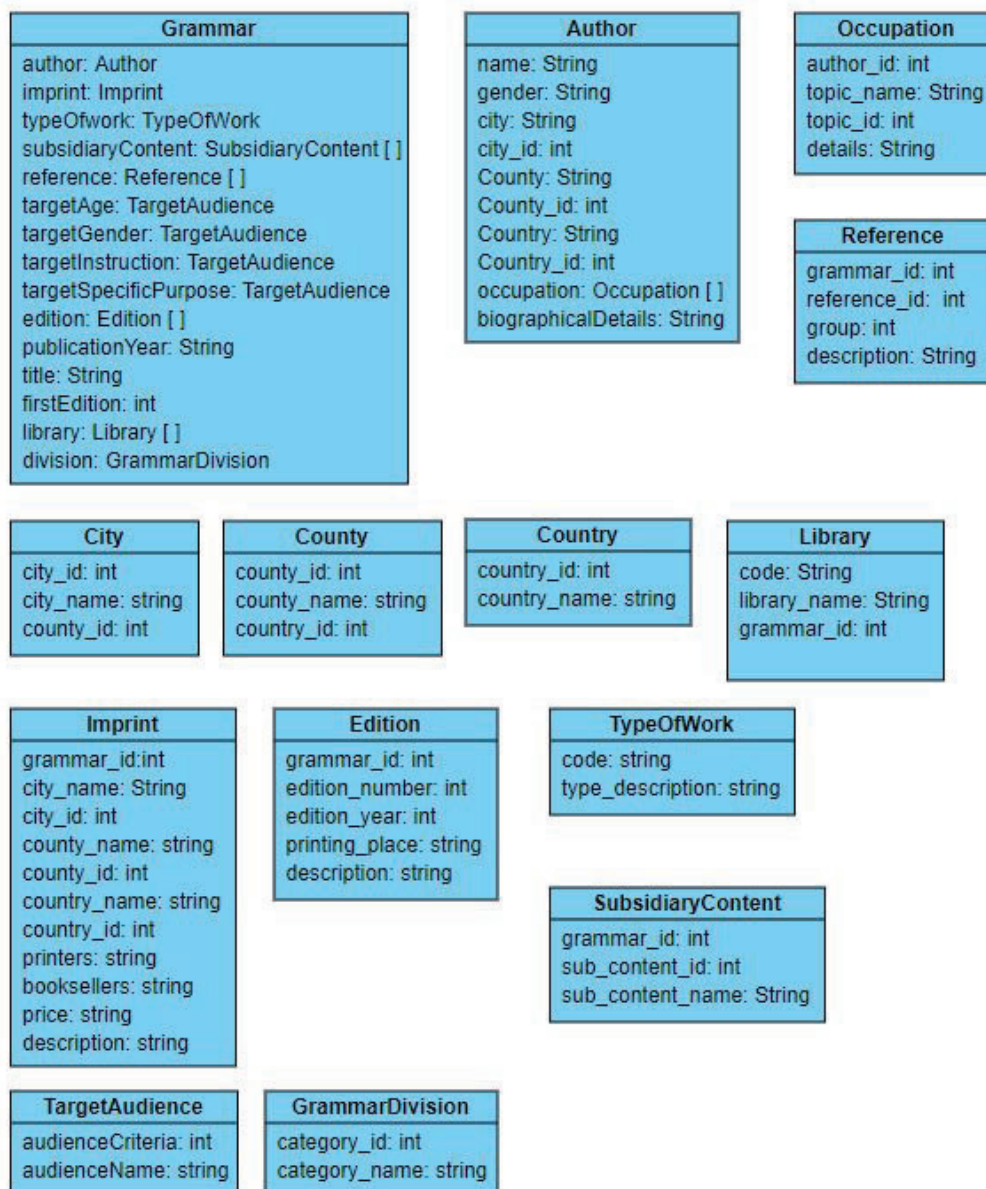 Grammar
author: Author
imprint: Imprint
typeOfwork: TypeOfWork
subsidiaryContent: SubsidiaryContent [ ]
reference: Reference [ ]
targetAge: TargetAudience
targetGender: TargetAudience
targetInstruction: TargetAudience
targetSpecificPurpose: TargetAudience
edition: Edition [ ]
publicationYear: String
title: String
firstEdition: int
library: Library [ ]
division: GrammarDivision
Author
name: String
gender: String
city: String
city_id: int
County: String
County_id: int
Country: String
Country_id: int
occupation: Occupation [ ]
biographicalDetails: String
Occupation
author_id: int
topic_name: String
topic_id: int
details: String
Reference
grammar_id: int
reference_id: int
group: int
description: String
City
city_id: int
city_name: string
county_id: int
County
county_id: int
county_name: string
country_id: int
Country
country_id: int
country_name: string
Library
code: String
library_name: String
grammar_id: int
Imprint
grammar_id:int
city_name: String
city_id: int
county_name: string
county_id: int
country_name: string
country_id: int
printers: string
booksellers: string
price: string
description: string
Edition
grammar_id: int
edition_number: int
edition_year: int
printing_place: string
description: string
TypeOfWork
code: string
type_description: string
SubsidiaryContent
grammar_id: int
sub_content_id: int
sub_content_name: String
TargetAudience
audienceCriteria: int
audienceName: string
GrammarDivision
category_id: int
category_name: string